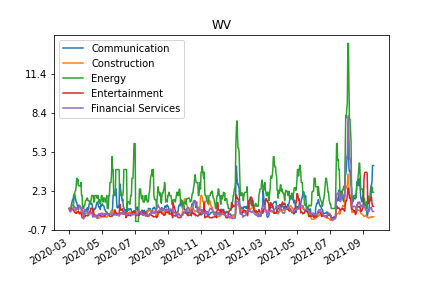 WV
Communication
Construction
Energy
Entertainment
Financial Services
11.4
8.4
5.3
2.3
-0.7
2020-03
2020-05
2020-07
2020-09
2020-11
2021-01
2021-03
2021-05
2021-07
2021-09